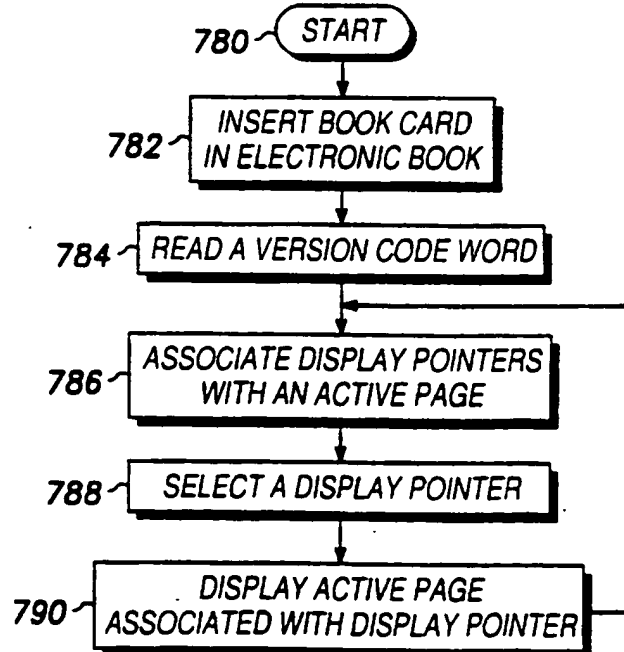 780 START
INSERT BOOK CARD
782 IN ELECTRONIC BOOK
784 READ A VERSION CODE WORD
ASSOCIATE DISPLAY POINTERS
786 WITH AN ACTIVE PAGE
788 SELECT A DISPLAY POINTER
DISPLAY ACTIVE PAGE
790 ASSOCIATED WITH DISPLAY POINTER